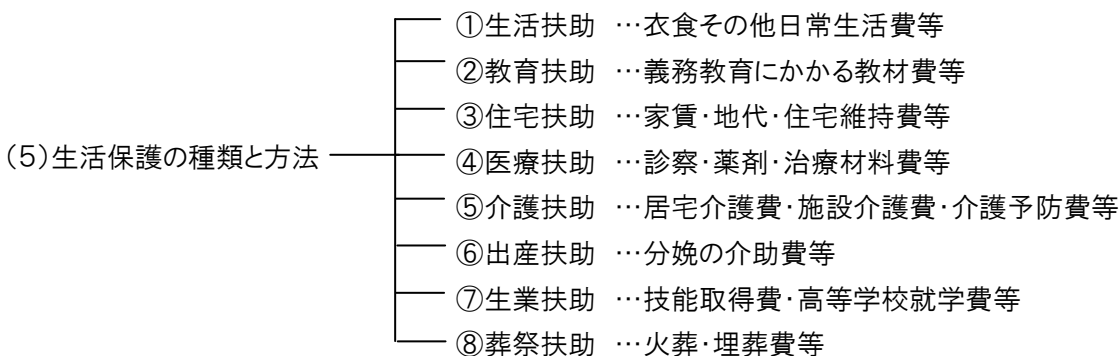 ①生活扶助 …衣食その他日常生活費等
②教育扶助 …義務教育にかかる教材費等
③住宅扶助 …家賃・地代・住宅維持費等
(5)生活保護の種類と方法
④医療扶助 …診察・薬剤・治療材料費等
⑤介護扶助 …居宅介護費・施設介護費・介護予防費等
⑥出産扶助 …分娩の介助費等
⑦生業扶助 …技能取得費・高等学校就学費等
⑧葬祭扶助 …火葬・埋葬費等